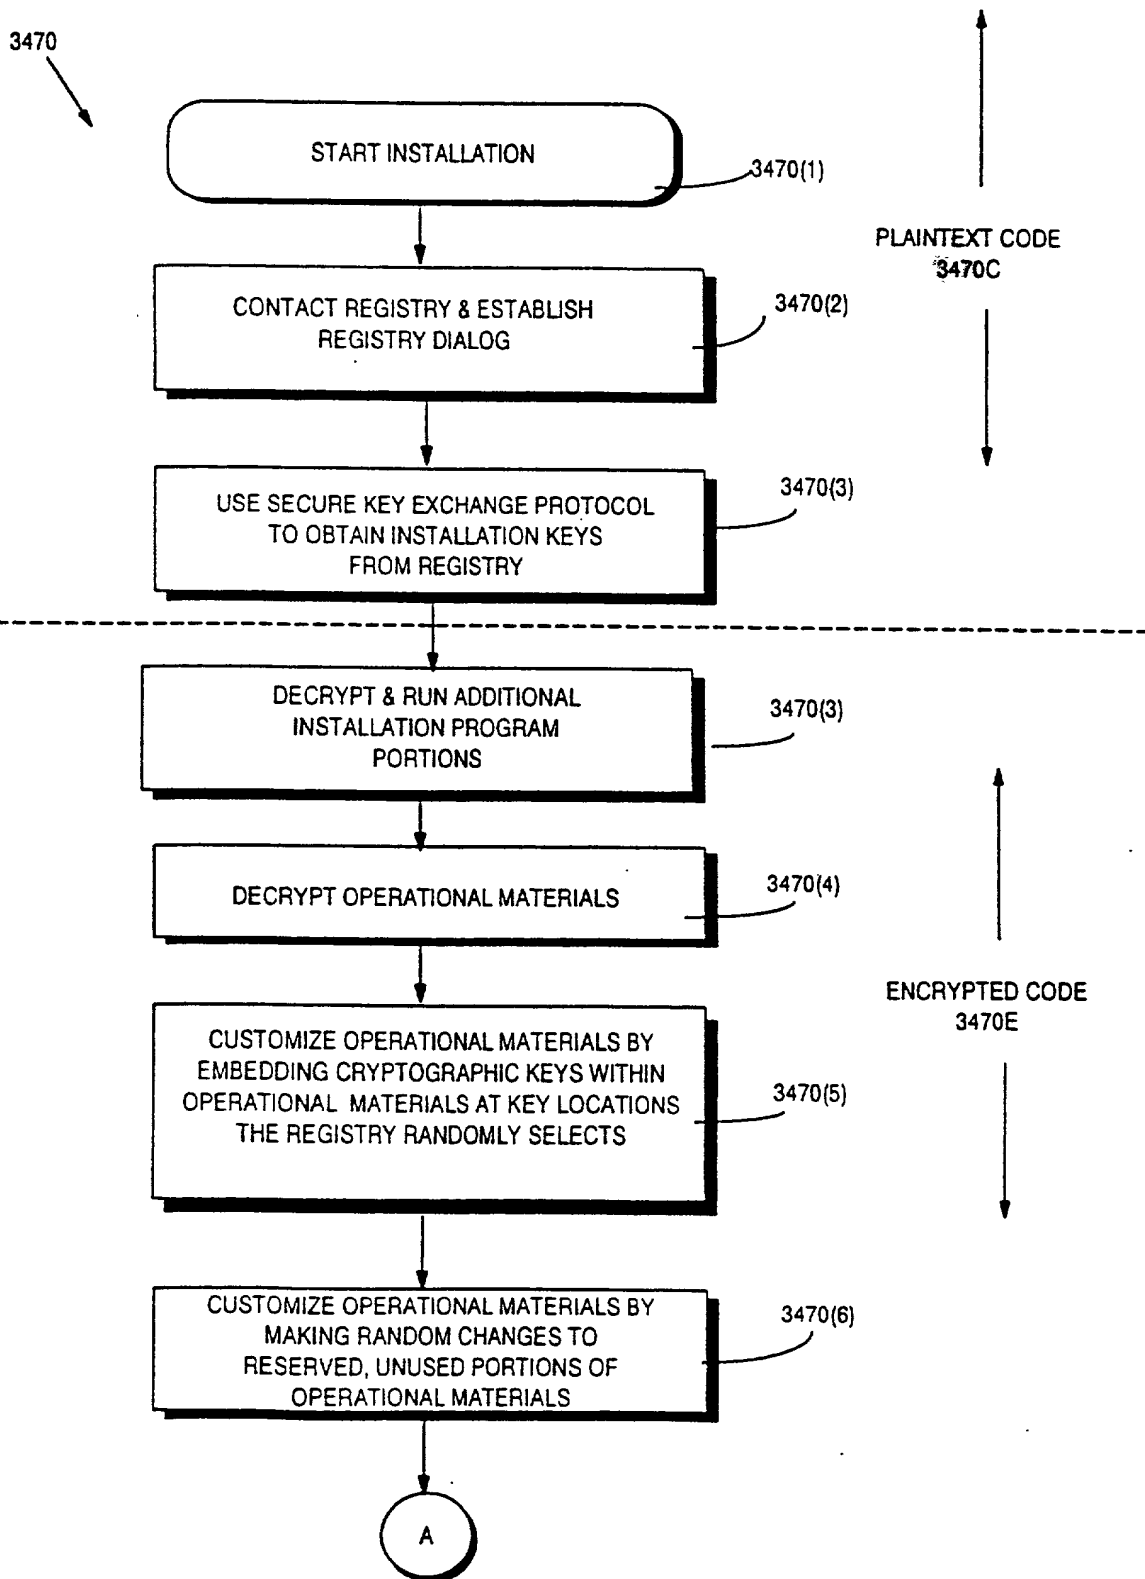 3470
START INSTALLATION
3470(1)
PLAINTEXT CODE
3470C
CONTACT REGISTRY & ESTABLISH
REGISTRY DIALOG
3470(2)
USE SECURE KEY EXCHANGE PROTOCOL
TO OBTAIN INSTALLATION KEYS
FROM REGISTRY
3470(3)
DECRYPT & RUN ADDITIONAL
INSTALLATION PROGRAM
PORTIONS
3470(3)
DECRYPT OPERATIONAL MATERIALS
3470(4)
ENCRYPTED CODE
3470E
CUSTOMIZE OPERATIONAL MATERIALS BY
EMBEDDING CRYPTOGRAPHIC KEYS WITHIN
OPERATIONAL MATERIALS AT KEY LOCATIONS
THE REGISTRY RANDOMLY SELECTS
3470(5)
CUSTOMIZE OPERATIONAL MATERIALS BY
MAKING RANDOM CHANGES TO
RESERVED, UNUSED PORTIONS OF
OPERATIONAL MATERIALS
3470(6)
A